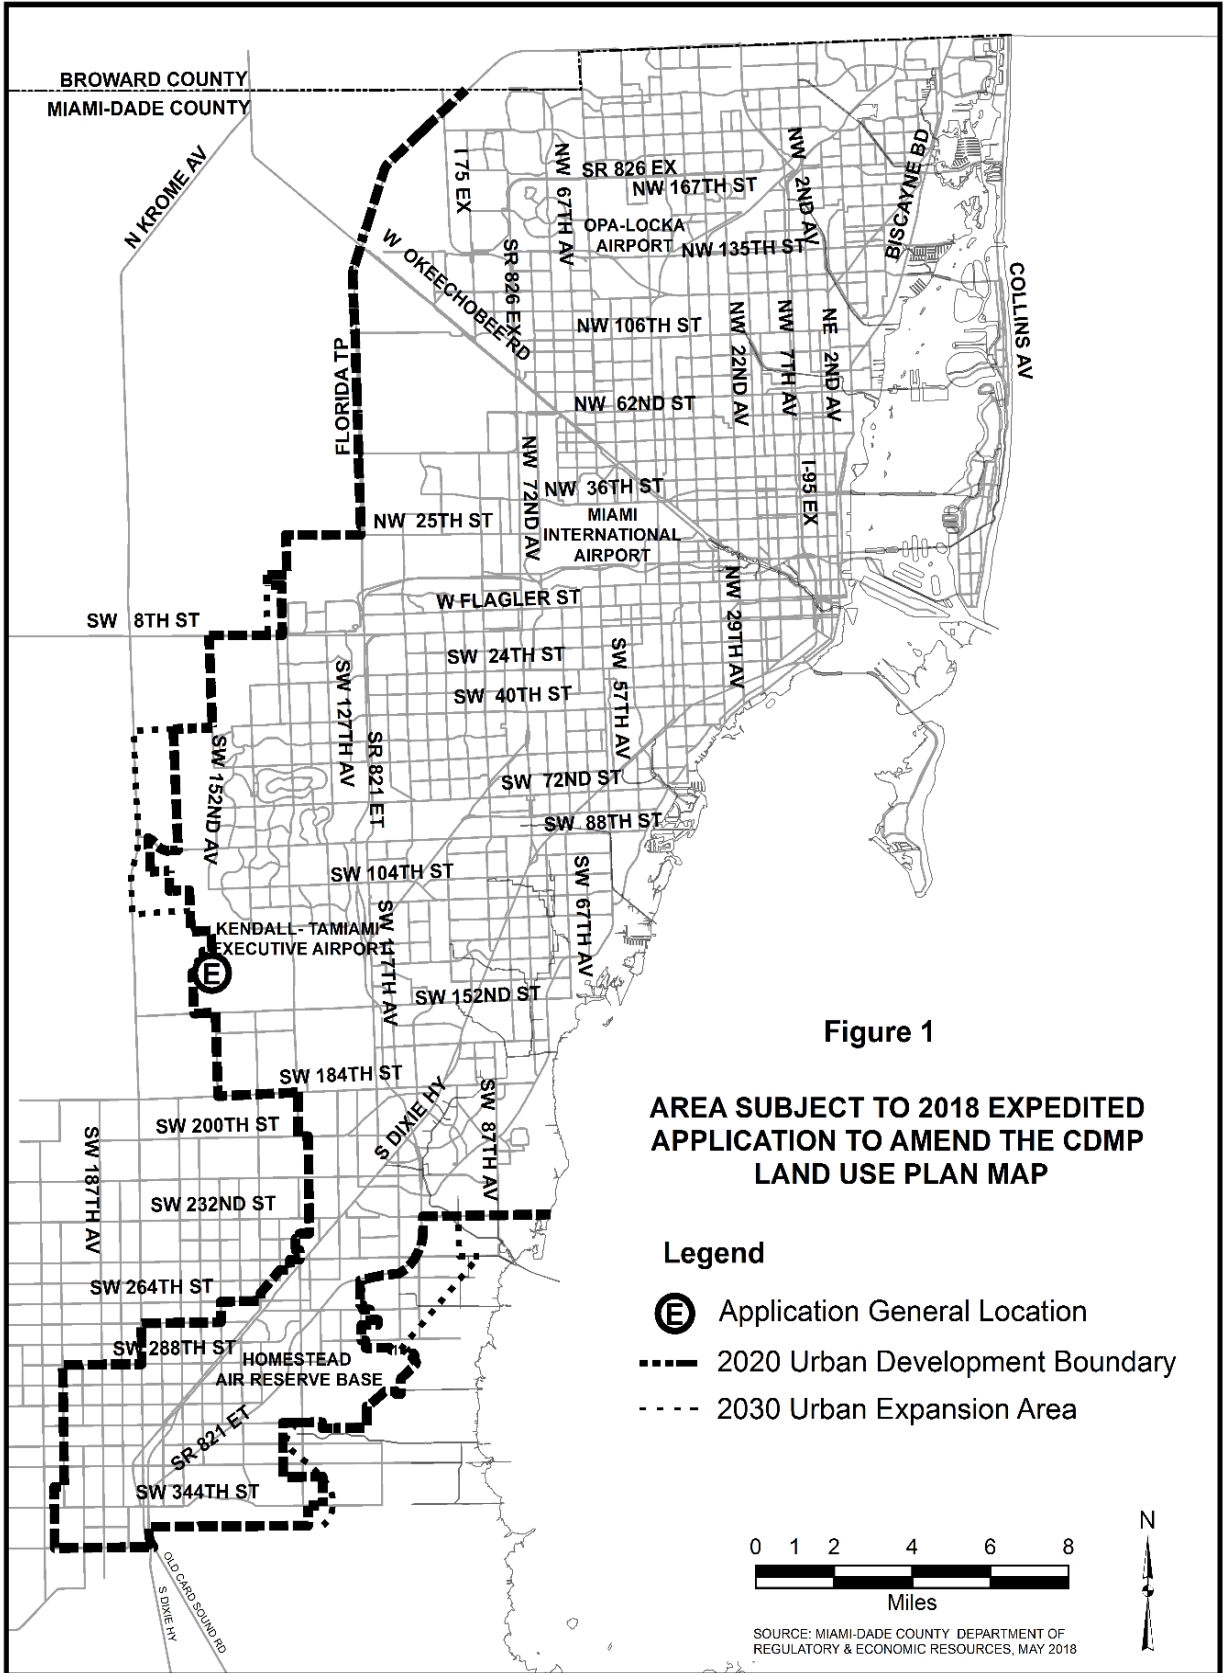 BROWARD COUNTY
MIAMI-DADE COUNTY
N KROME AV
I 75 EX
NW 67TH AV
SR 826 EX
NW 167TH ST
NW 2ND AV
BISCAYNE BD
OPA-LOCKA
AIRPORT
NW 135TH ST
W OKEECHOBEE RD
SR 826 EX
COLLINS AV
FLORIDA TP
NW 106TH ST
NW 22ND AV
NW 7TH AV
NE 2ND AV
NW 62ND ST
NW 72ND AV
NW 36TH ST
I-95 EX
NW 25TH ST
MIAMI
INTERNATIONAL
AIRPORT
W FLAGLER ST
NW 29TH AV
SW 8TH ST
SW 24TH ST
SW 57TH AV
SW 127TH AV
SW 40TH ST
SW 152ND AV
SR 821 ET
SW 72ND ST
SW 88TH ST
SW 104TH ST
SW 67TH AV
KENDALL- TAMIAMI
EXECUTIVE AIRPORT
SW 117TH AV
E
SW 152ND ST
Figure 1
SW 184TH ST
S DIXIE HY
SW 87TH AV
AREA SUBJECT TO 2018 EXPEDITED
APPLICATION TO AMEND THE CDMP
LAND USE PLAN MAP
SW 200TH ST
SW 187TH AV
SW 232ND ST
Legend
SW 264TH ST
E Application General Location
SW 288TH ST
HOMESTEAD
AIR RESERVE BASE
2020 Urban Development Boundary
2030 Urban Expansion Area
SR 821 ET
SW 344TH ST
OLD CARD SOUND RD
S DIXIE HY
N
0 1 2 4 6 8
Miles
SOURCE: MIAMI-DADE COUNTY DEPARTMENT OF
REGULATORY & ECONOMIC RESOURCES, MAY 2018